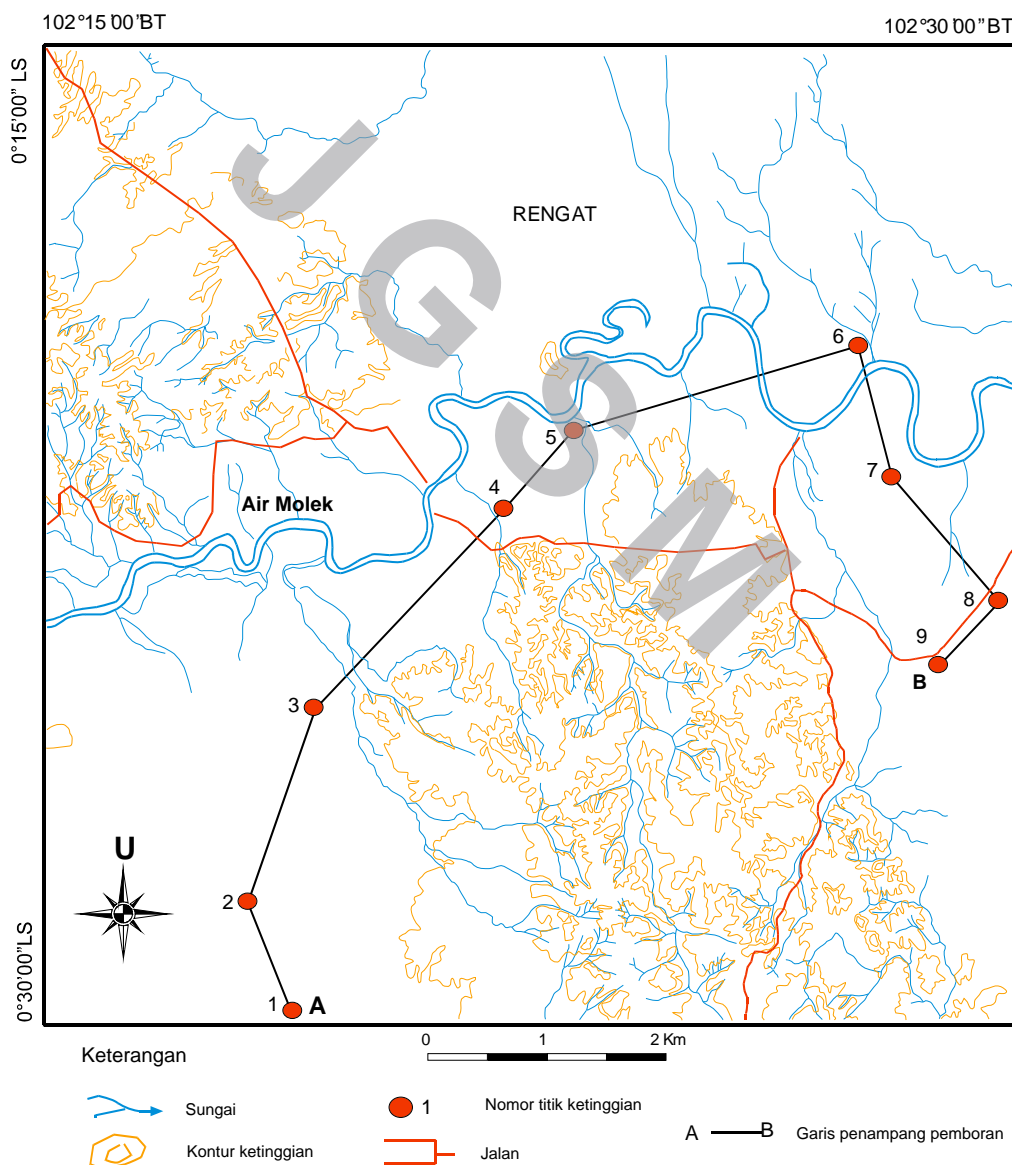 102°15'00"BT
102°30'00"BT
0°15'00" LS
JGSM
RENGAT
6
5
7
4
Air Molek
8
9
B
3
U
2
0°30'00"LS
1 A
Keterangan
0 1 2 Km
Sungai
1 Nomor titik ketinggian
A B Garis penampang pemboran
Kontur ketinggian
Jalan